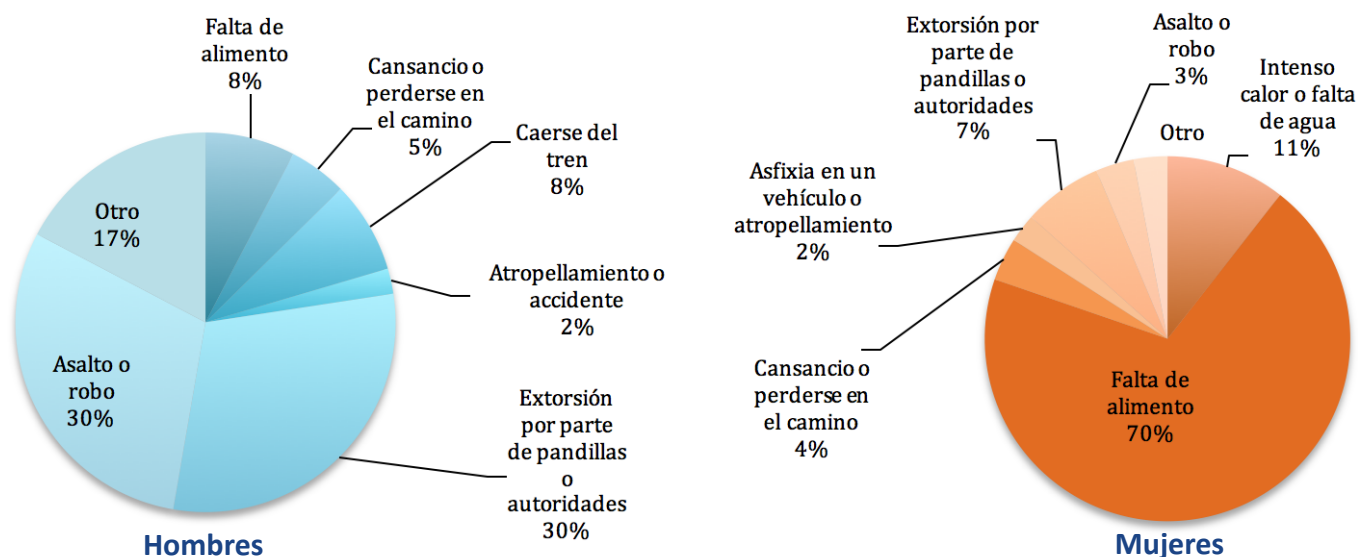 Falta de
alimento
8%
Cansancio o
perderse en
el camino
5%
Caerse del
tren
8%
Atropellamiento o
accidente
2%
Extorsión
por parte
de pandillas
o
autoridades
30%
Asalto o
robo
30%
Otro
17%
Hombres
Extorsión por
parte de
pandillas o
autoridades
7%
Asalto o
robo
3%
Otro
Intenso
calor o falta
de agua
11%
Asfixia en un
vehículo o
atropellamiento
2%
Cansancio o
perderse en
el camino
4%
Falta de
alimento
70%
Mujeres